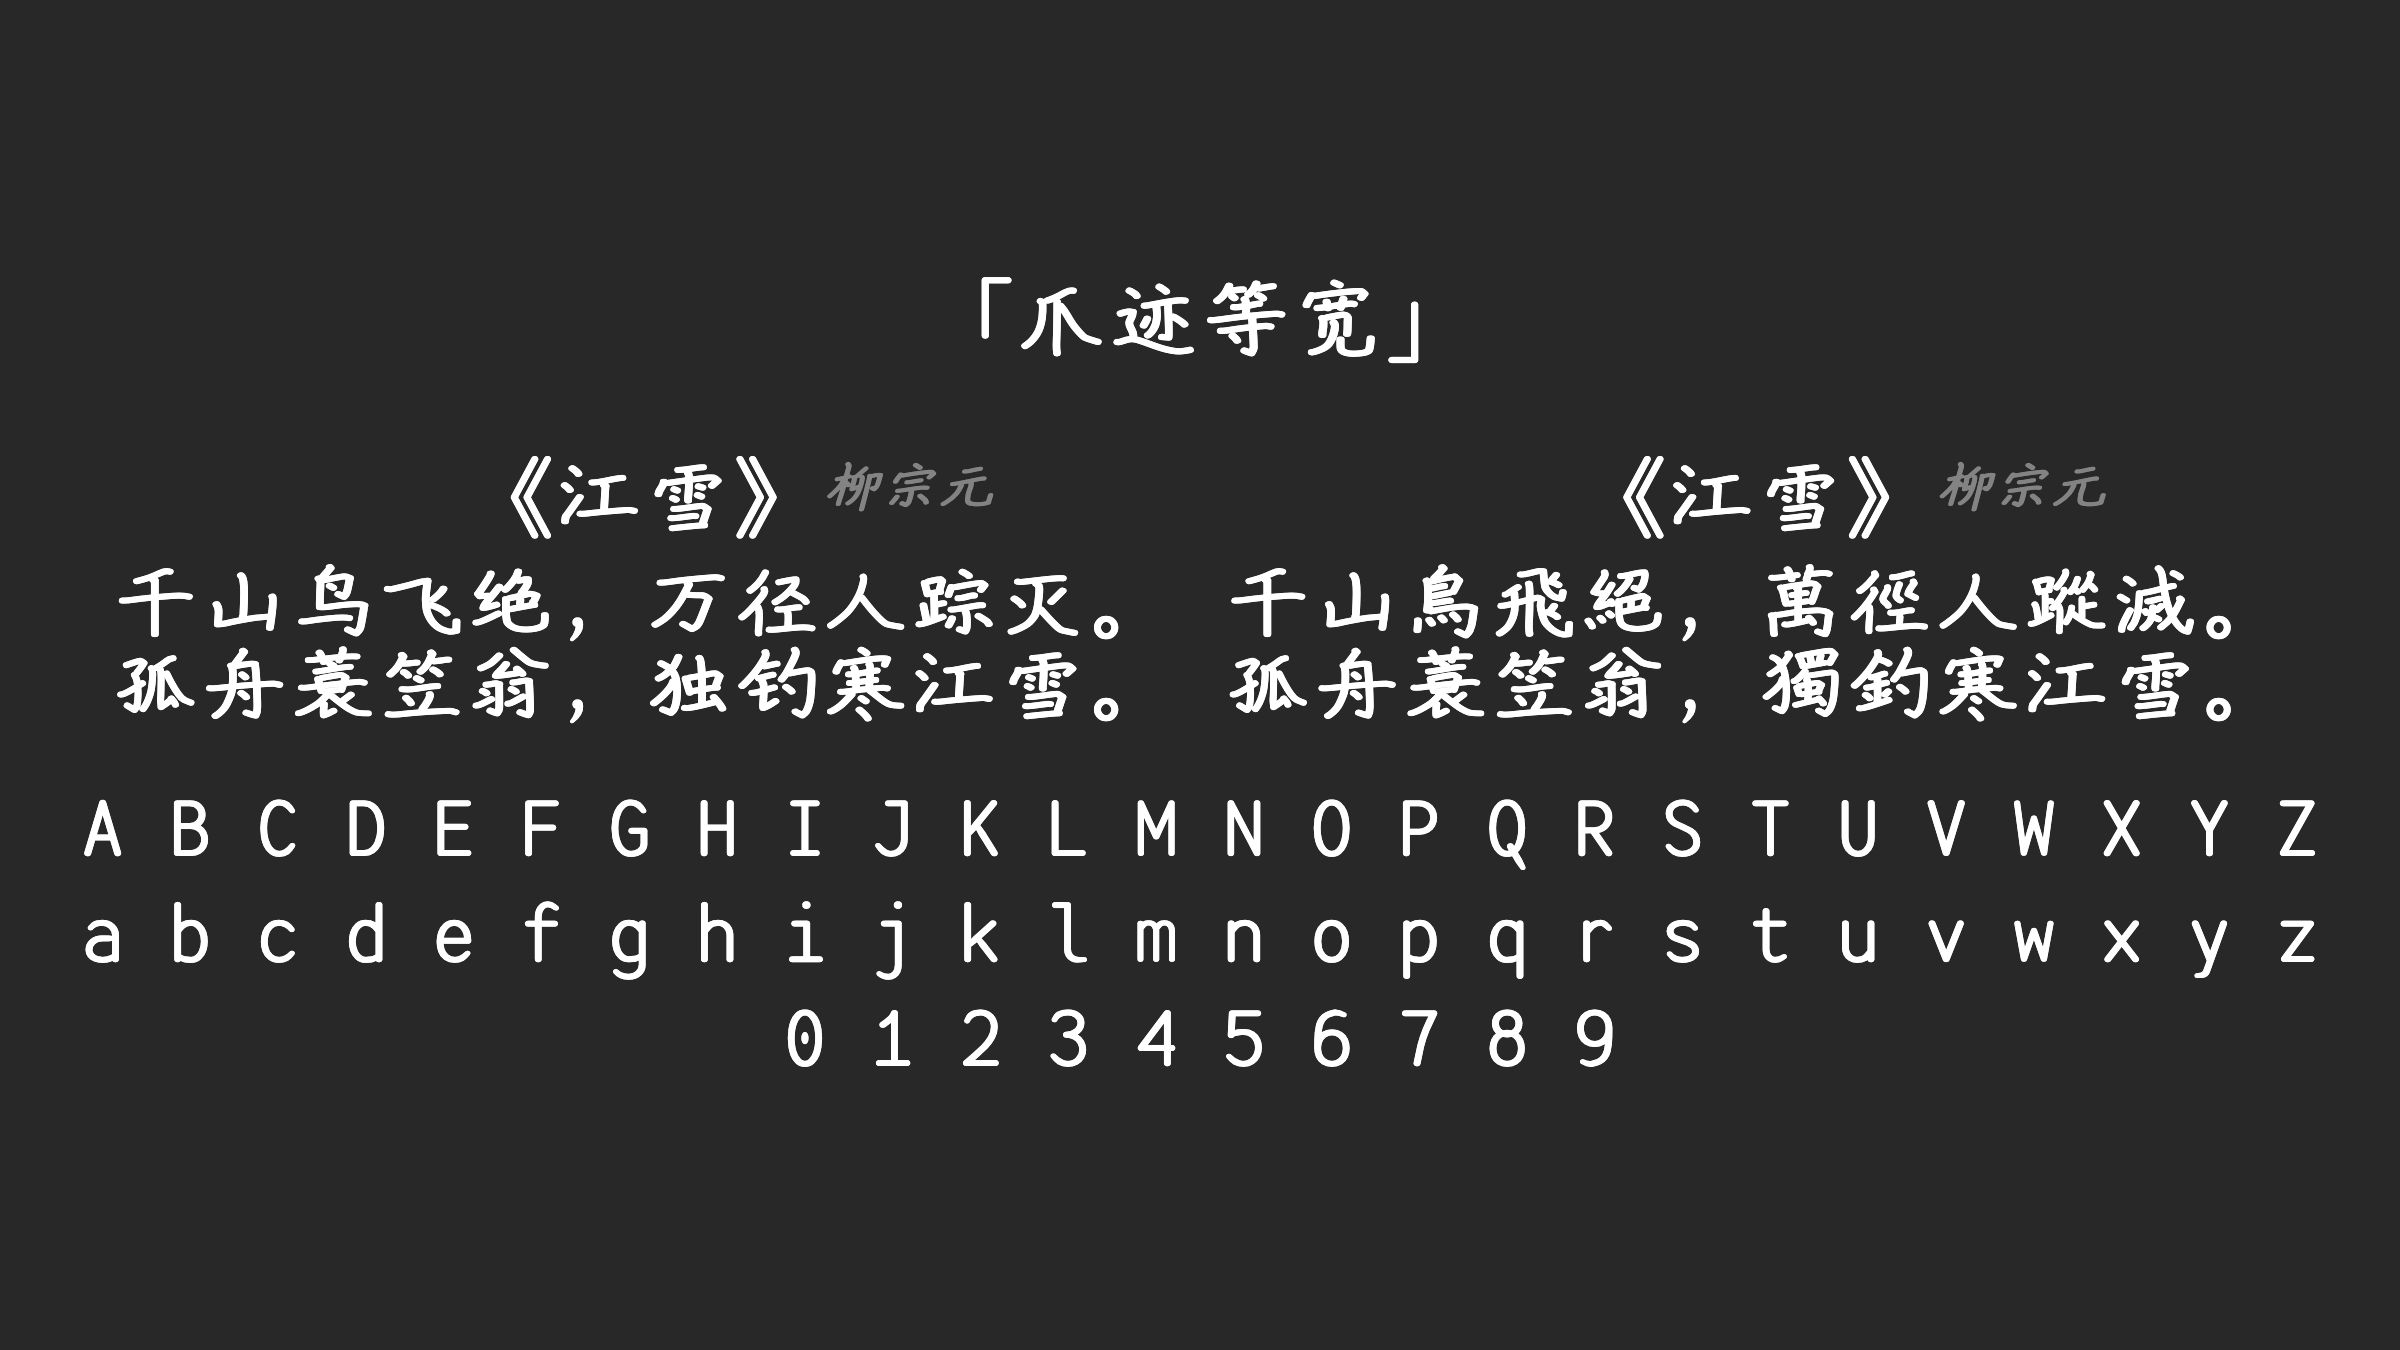 「爪迹等宽」
《江雪》 柳宗元
千山鸟飞绝，万径人踪灭。
孤舟蓑笠翁，独钓寒江雪。
《江雪》 柳宗元
千山鳥飛絕，萬徑人蹤滅。
孤舟蓑笠翁，獨釣寒江雪。
A B C D E F G H I J K L M N O P Q R S T U V W X Y Z
a b c d e f g h i j k l m n o p q r s t u v w x y z
0 1 2 3 4 5 6 7 8 9